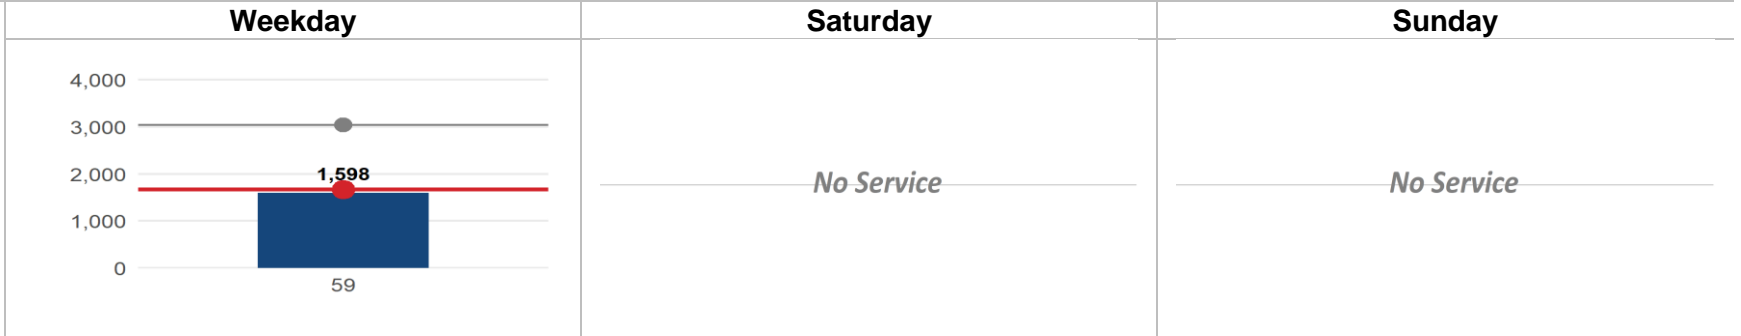 Weekday Saturday Sunday
4,000
3,000
2,000
1,598
1,000
0
59
No Service
No Service